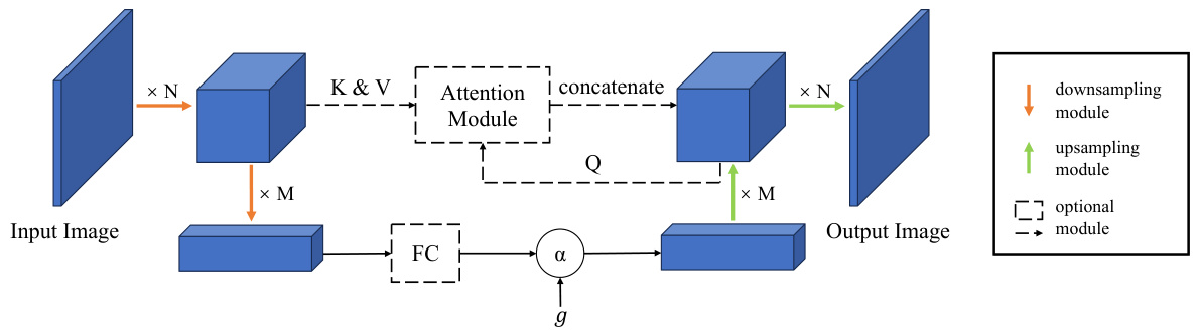 × N
K & V
Attention
Module
concatenate
× N
Q
× M
× M
Input Image
FC
α
g
Output Image
downsampling
module
upsampling
module
optional
module